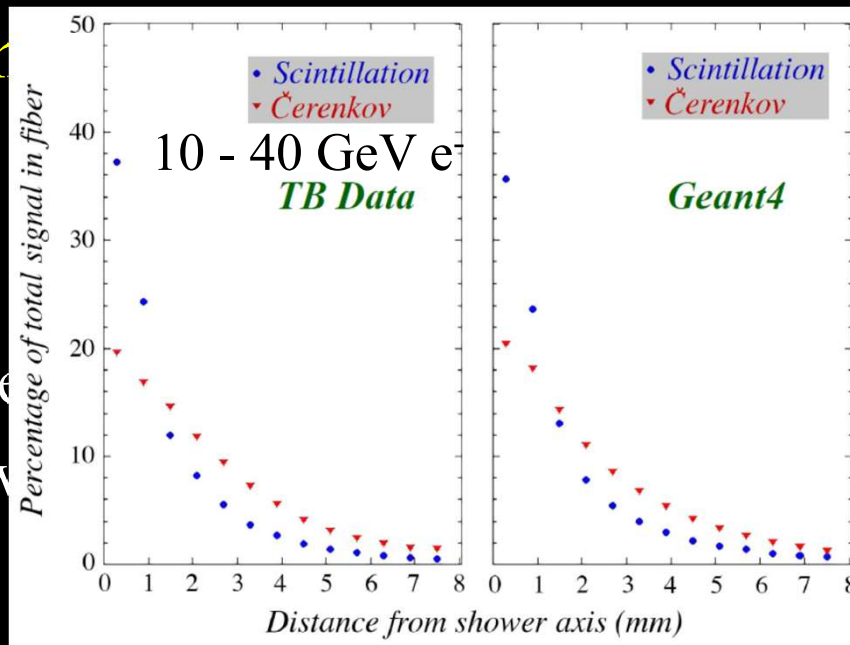 50
40
30
20
10
0
Percentage of total signal in fiber
• Scintillation
▼ Čerenkov
10 - 40 GeV e-
TB Data
0 1 2 3 4 5 6 7 8
• Scintillation
▼ Čerenkov
Geant4
0 1 2 3 4 5 6 7 8
Distance from shower axis (mm)